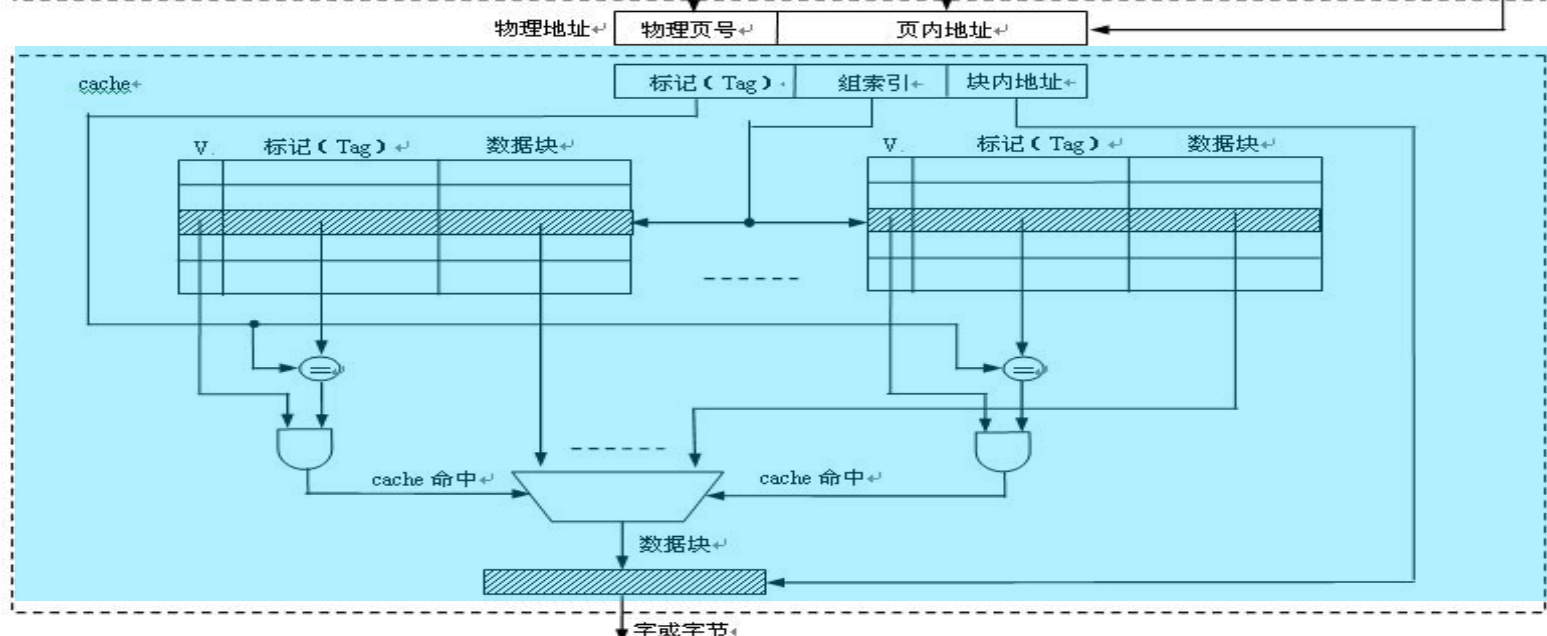 物理地址 物理页号 页内地址
cache 标记（Tag） 组索引 块内地址
V 标记（Tag） 数据块 V 标记（Tag） 数据块
= =
cache 命中 cache 命中
数据块
字或字节